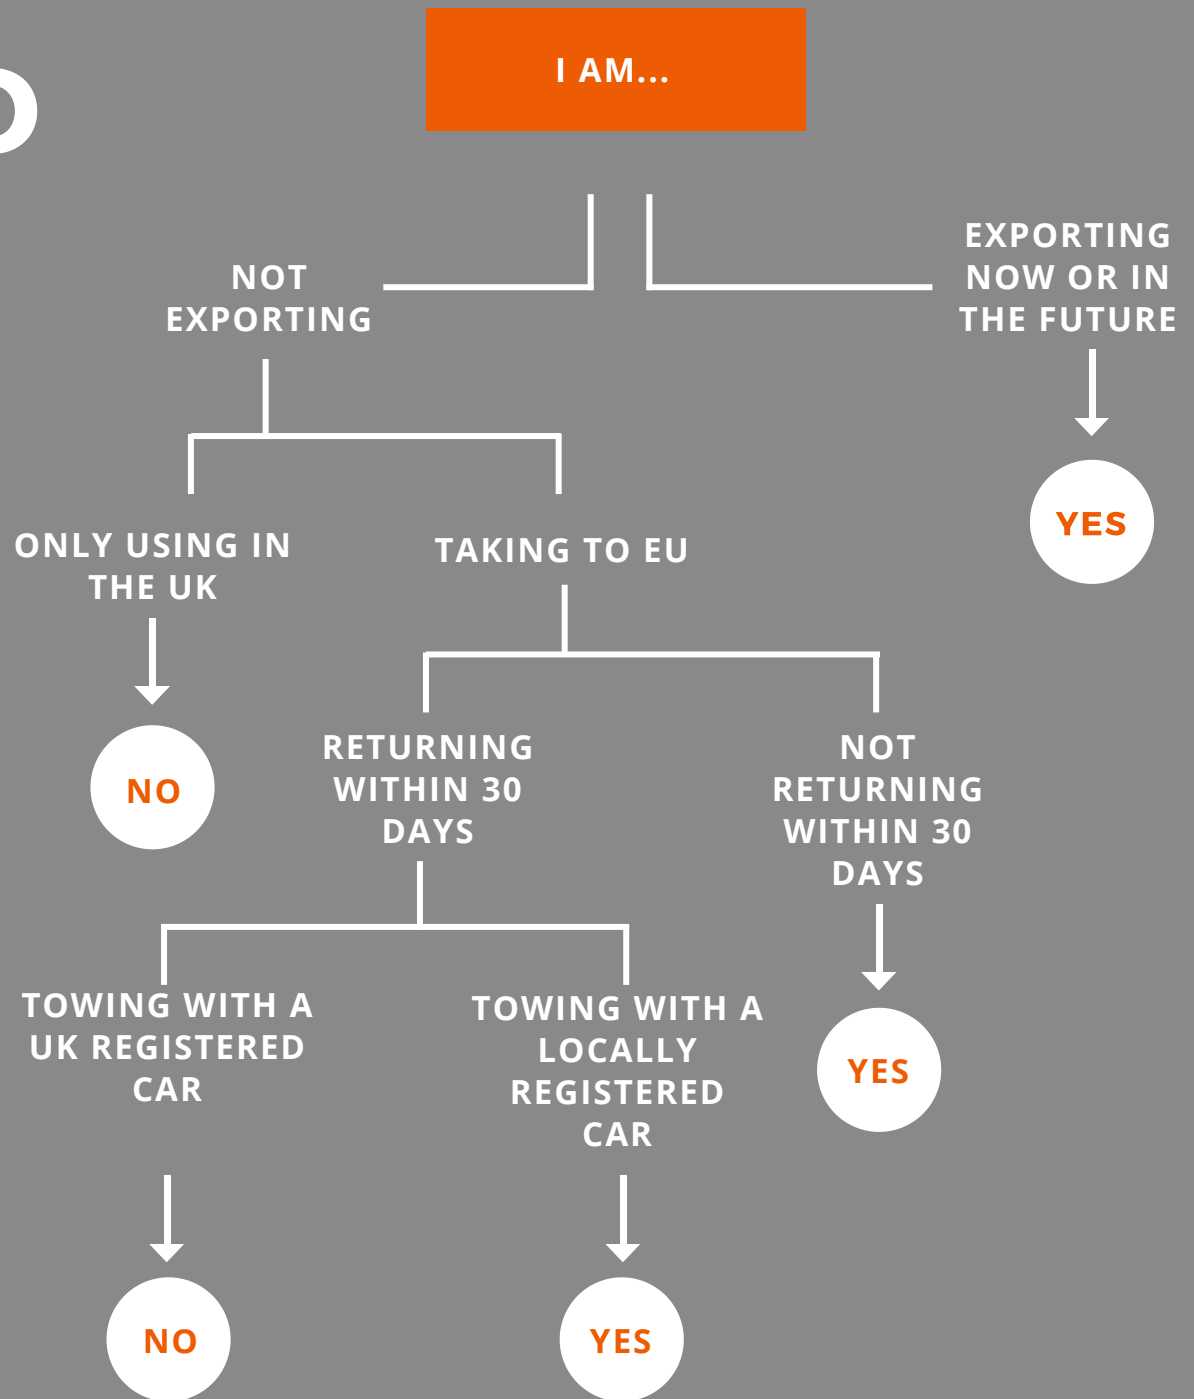 I AM...
NOT
EXPORTING
EXPORTING
NOW OR IN
THE FUTURE
YES
ONLY USING IN
THE UK
TAKING TO EU
NO
RETURNING
WITHIN 30
DAYS
NOT
RETURNING
WITHIN 30
DAYS
YES
TOWING WITH A
UK REGISTERED
CAR
TOWING WITH A
LOCALLY
REGISTERED
CAR
NO
YES